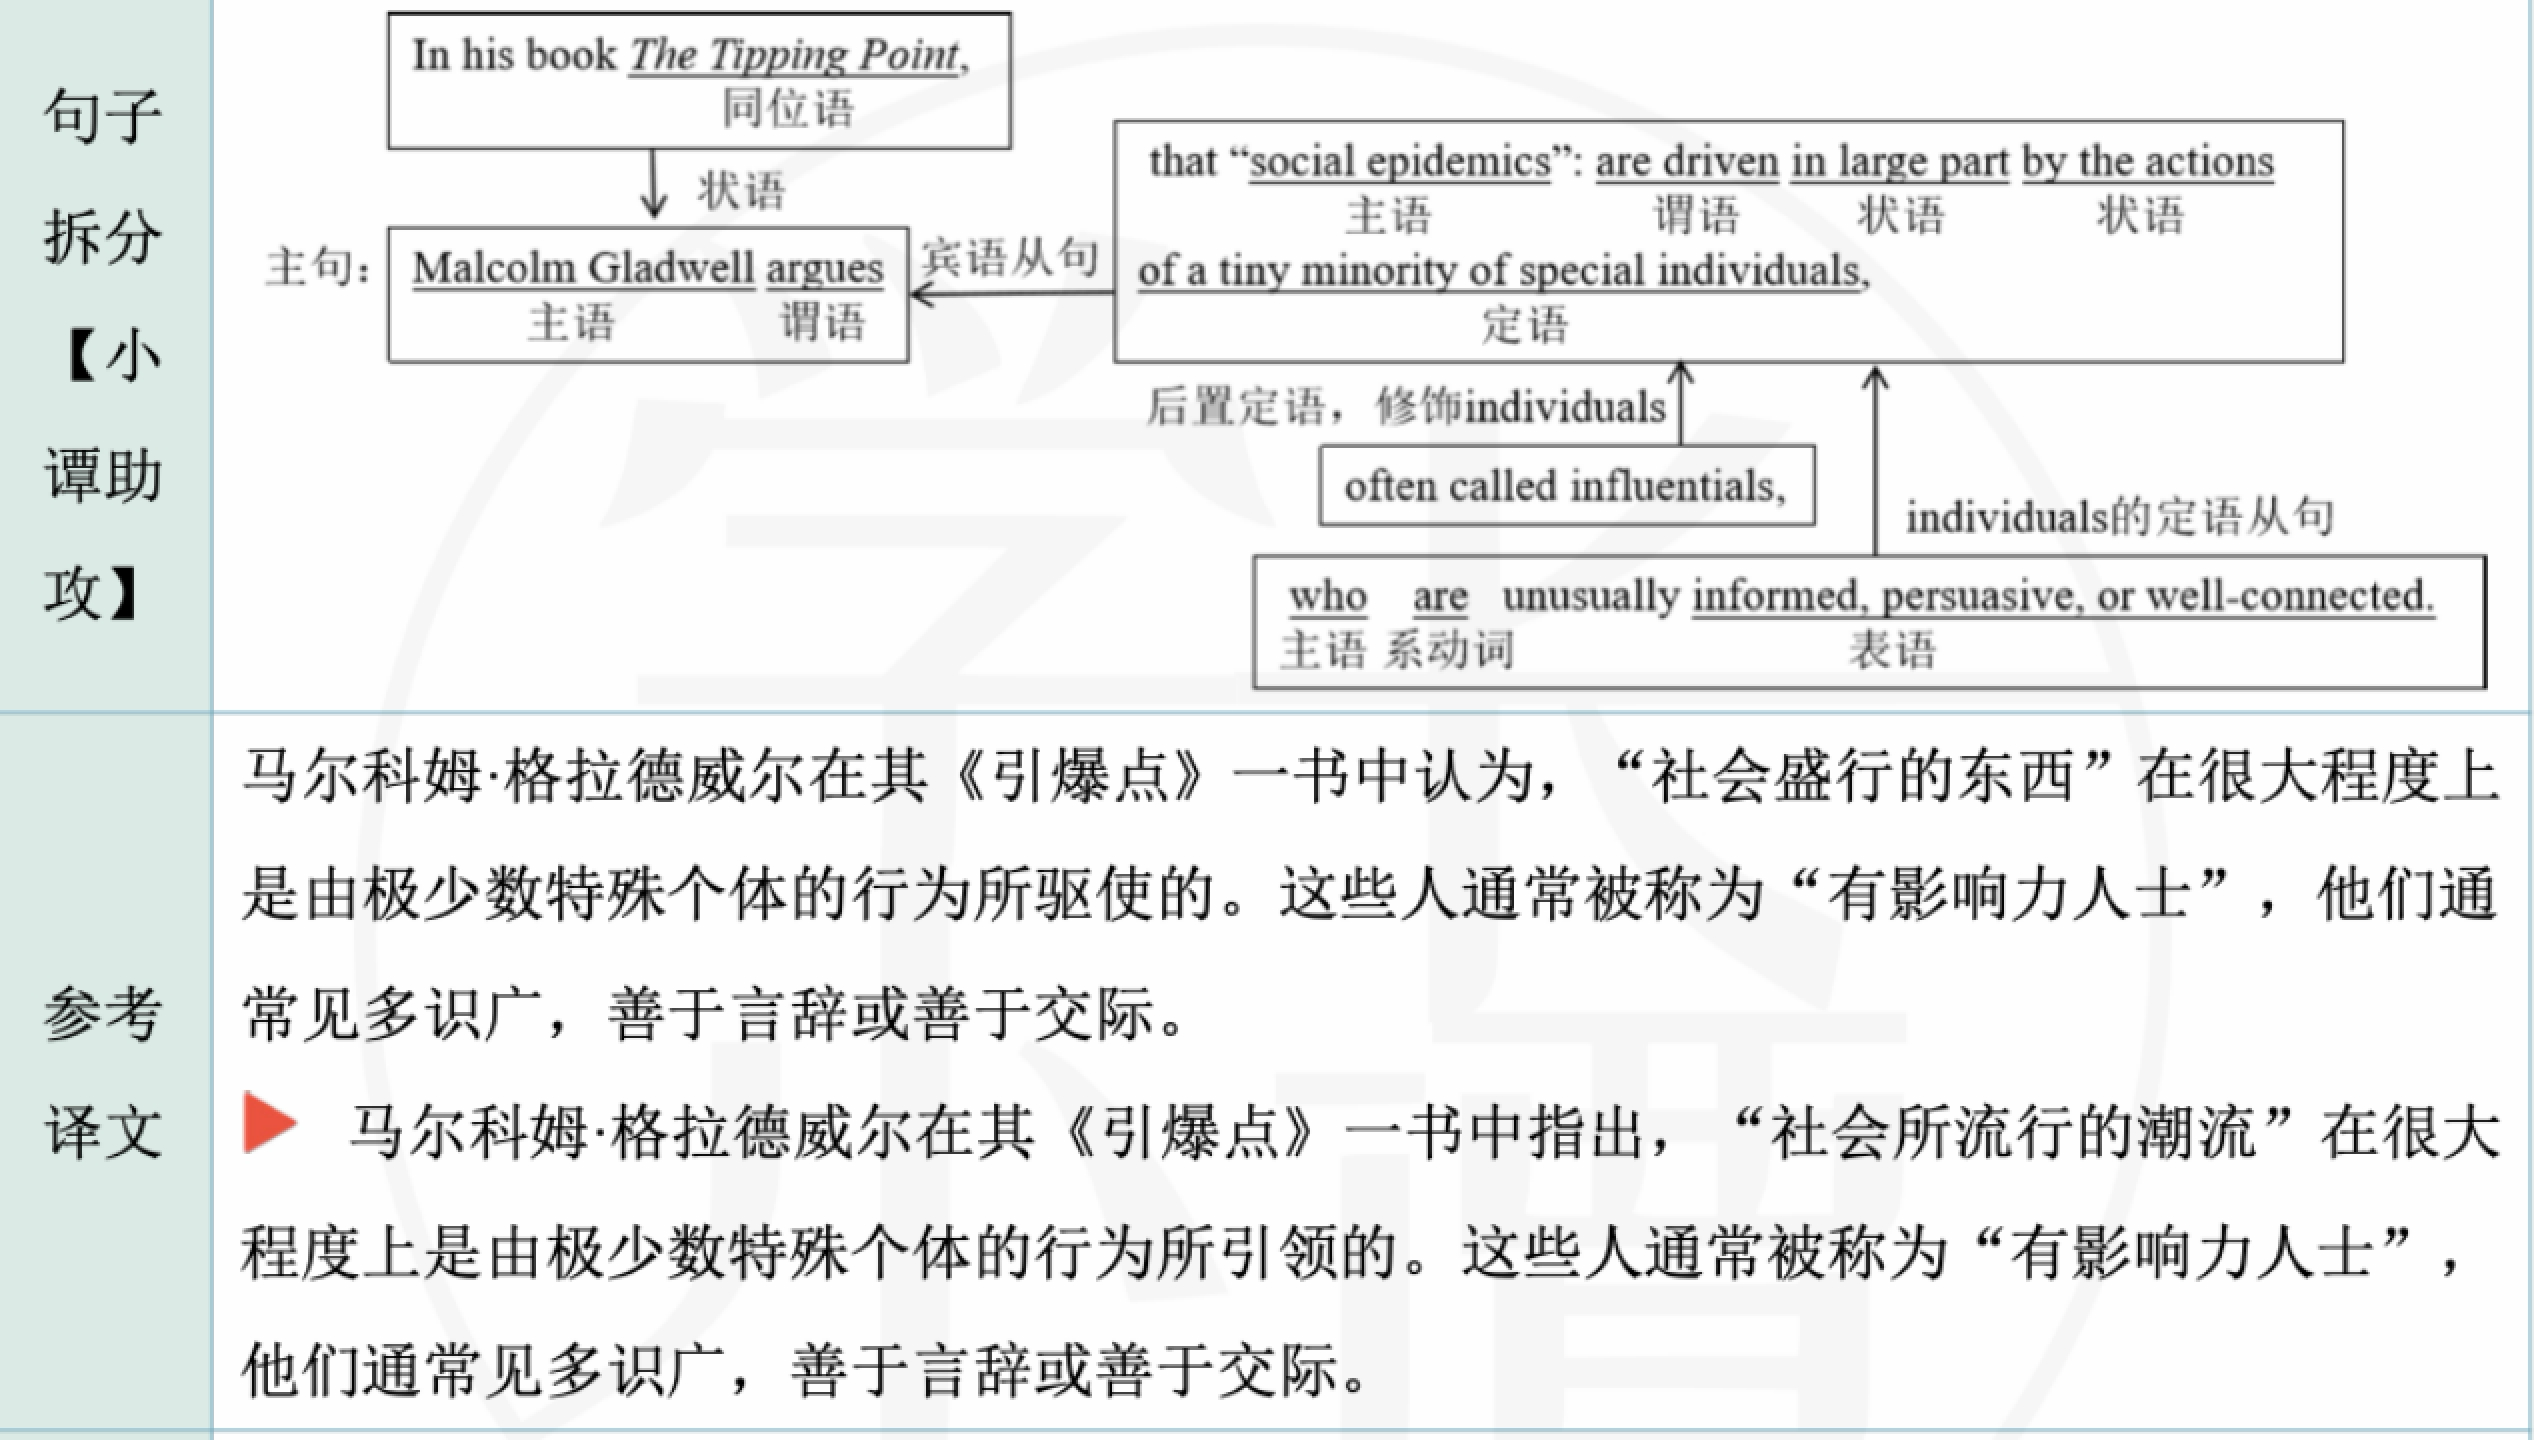 句子
拆分
【小
谭助
攻】
In his book The Tipping Point,
同位语
状语
主句：
Malcolm Gladwell argues
主语 谓语
宾语从句
that “social epidemics”: are driven in large part by the actions
主语 谓语 状语 状语
of a tiny minority of special individuals,
定语
后置定语，修饰individuals
often called influentials,
individuals的定语从句
who are unusually informed, persuasive, or well-connected.
主语 系动词 表语
参考
译文
马尔科姆·格拉德威尔在其《引爆点》一书中认为，“社会盛行的东西”在很大程度上
是由极少数特殊个体的行为所驱使的。这些人通常被称为“有影响力人士”，他们通
常见多识广，善于言辞或善于交际。
马尔科姆·格拉德威尔在其《引爆点》一书中指出，“社会所流行的潮流”在很大
程度上是由极少数特殊个体的行为所引领的。这些人通常被称为“有影响力人士”，
他们通常见多识广，善于言辞或善于交际。